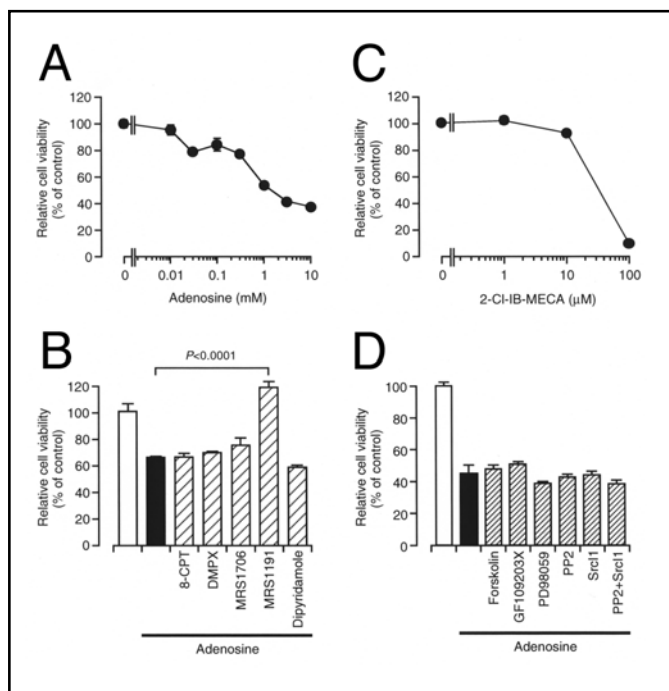 A
Relative cell viability
(% of control)
120
100
80
60
40
20
0
0
0.01
0.1
1
10
Adenosine (mM)
C
Relative cell viability
(% of control)
120
100
80
60
40
20
0
0
1
10
100
2-Cl-IB-MECA (μM)
B
P<0.0001
Relative cell viability
(% of control)
120
100
80
60
40
20
0
8-CPT
DMPX
MRS1706
MRS1191
Dipyridamole
Adenosine
D
Relative cell viability
(% of control)
100
80
60
40
20
0
Forskolin
GF109203X
PD98059
PP2
SrcI1
PP2+SrcI1
Adenosine